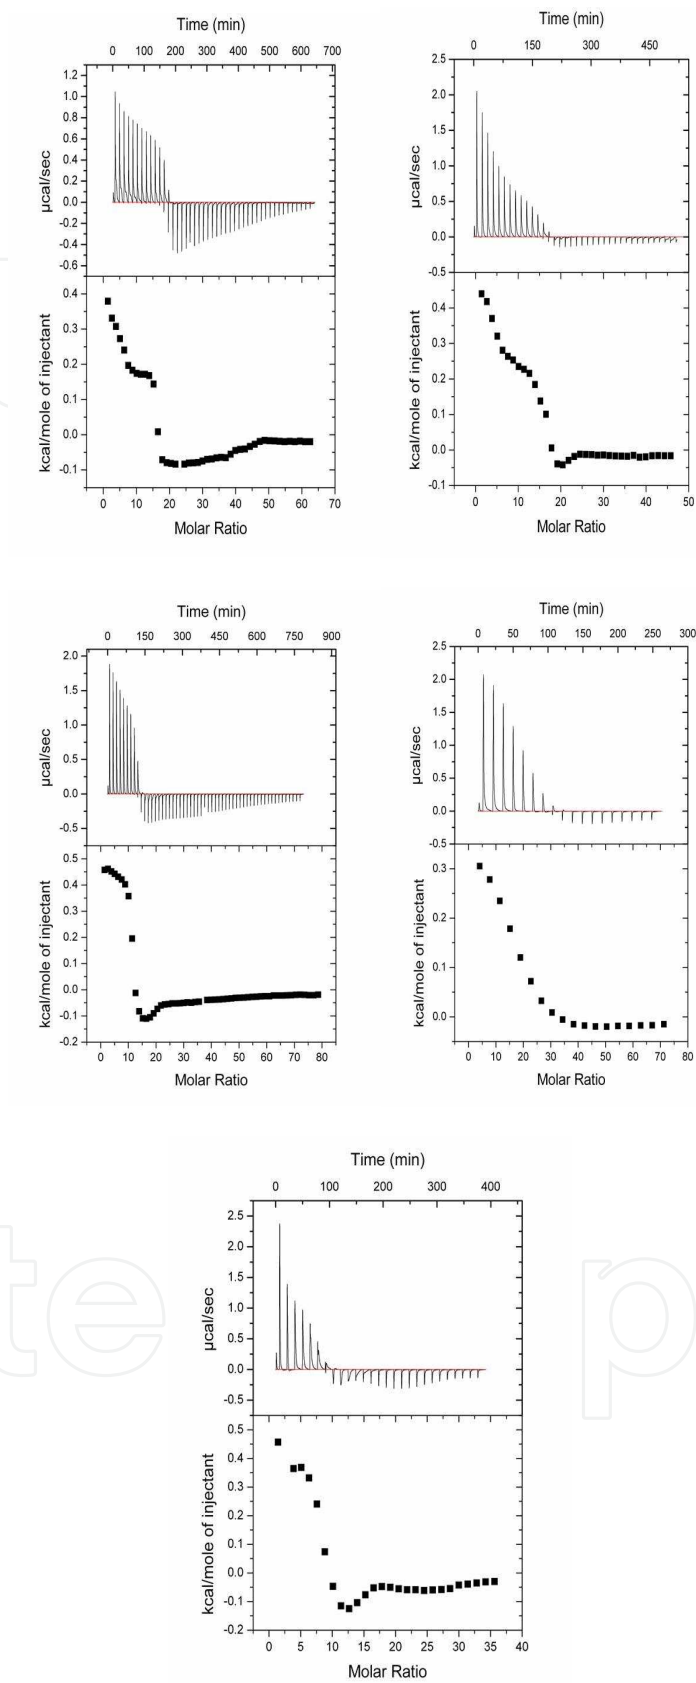 Time (min)
0 100 200 300 400 500 600 700
1.2
1.0
0.8
0.6
0.4
0.2
0.0
-0.2
-0.4
-0.6
µcal/sec
0.4
0.3
0.2
0.1
0.0
-0.1
kcal/mole of injectant
0 10 20 30 40 50 60 70
Molar Ratio
Time (min)
0 150 300 450
2.5
2.0
1.5
1.0
0.5
0.0
-0.5
µcal/sec
0.4
0.3
0.2
0.1
0.0
-0.1
kcal/mole of injectant
0 10 20 30 40 50
Molar Ratio
Time (min)
0 150 300 450 600 750 900
2.0
1.5
1.0
0.5
0.0
-0.5
µcal/sec
0.5
0.4
0.3
0.2
0.1
0.0
-0.1
-0.2
kcal/mole of injectant
0 10 20 30 40 50 60 70 80
Molar Ratio
Time (min)
0 50 100 150 200 250 300
2.5
2.0
1.5
1.0
0.5
0.0
-0.5
µcal/sec
0.3
0.2
0.1
0.0
kcal/mole of injectant
0 10 20 30 40 50 60 70 80
Molar Ratio
Time (min)
0 100 200 300 400
2.5
2.0
1.5
1.0
0.5
0.0
-0.5
µcal/sec
0.5
0.4
0.3
0.2
0.1
0.0
-0.1
-0.2
kcal/mole of injectant
0 5 10 15 20 25 30 35 40
Molar Ratio
te p